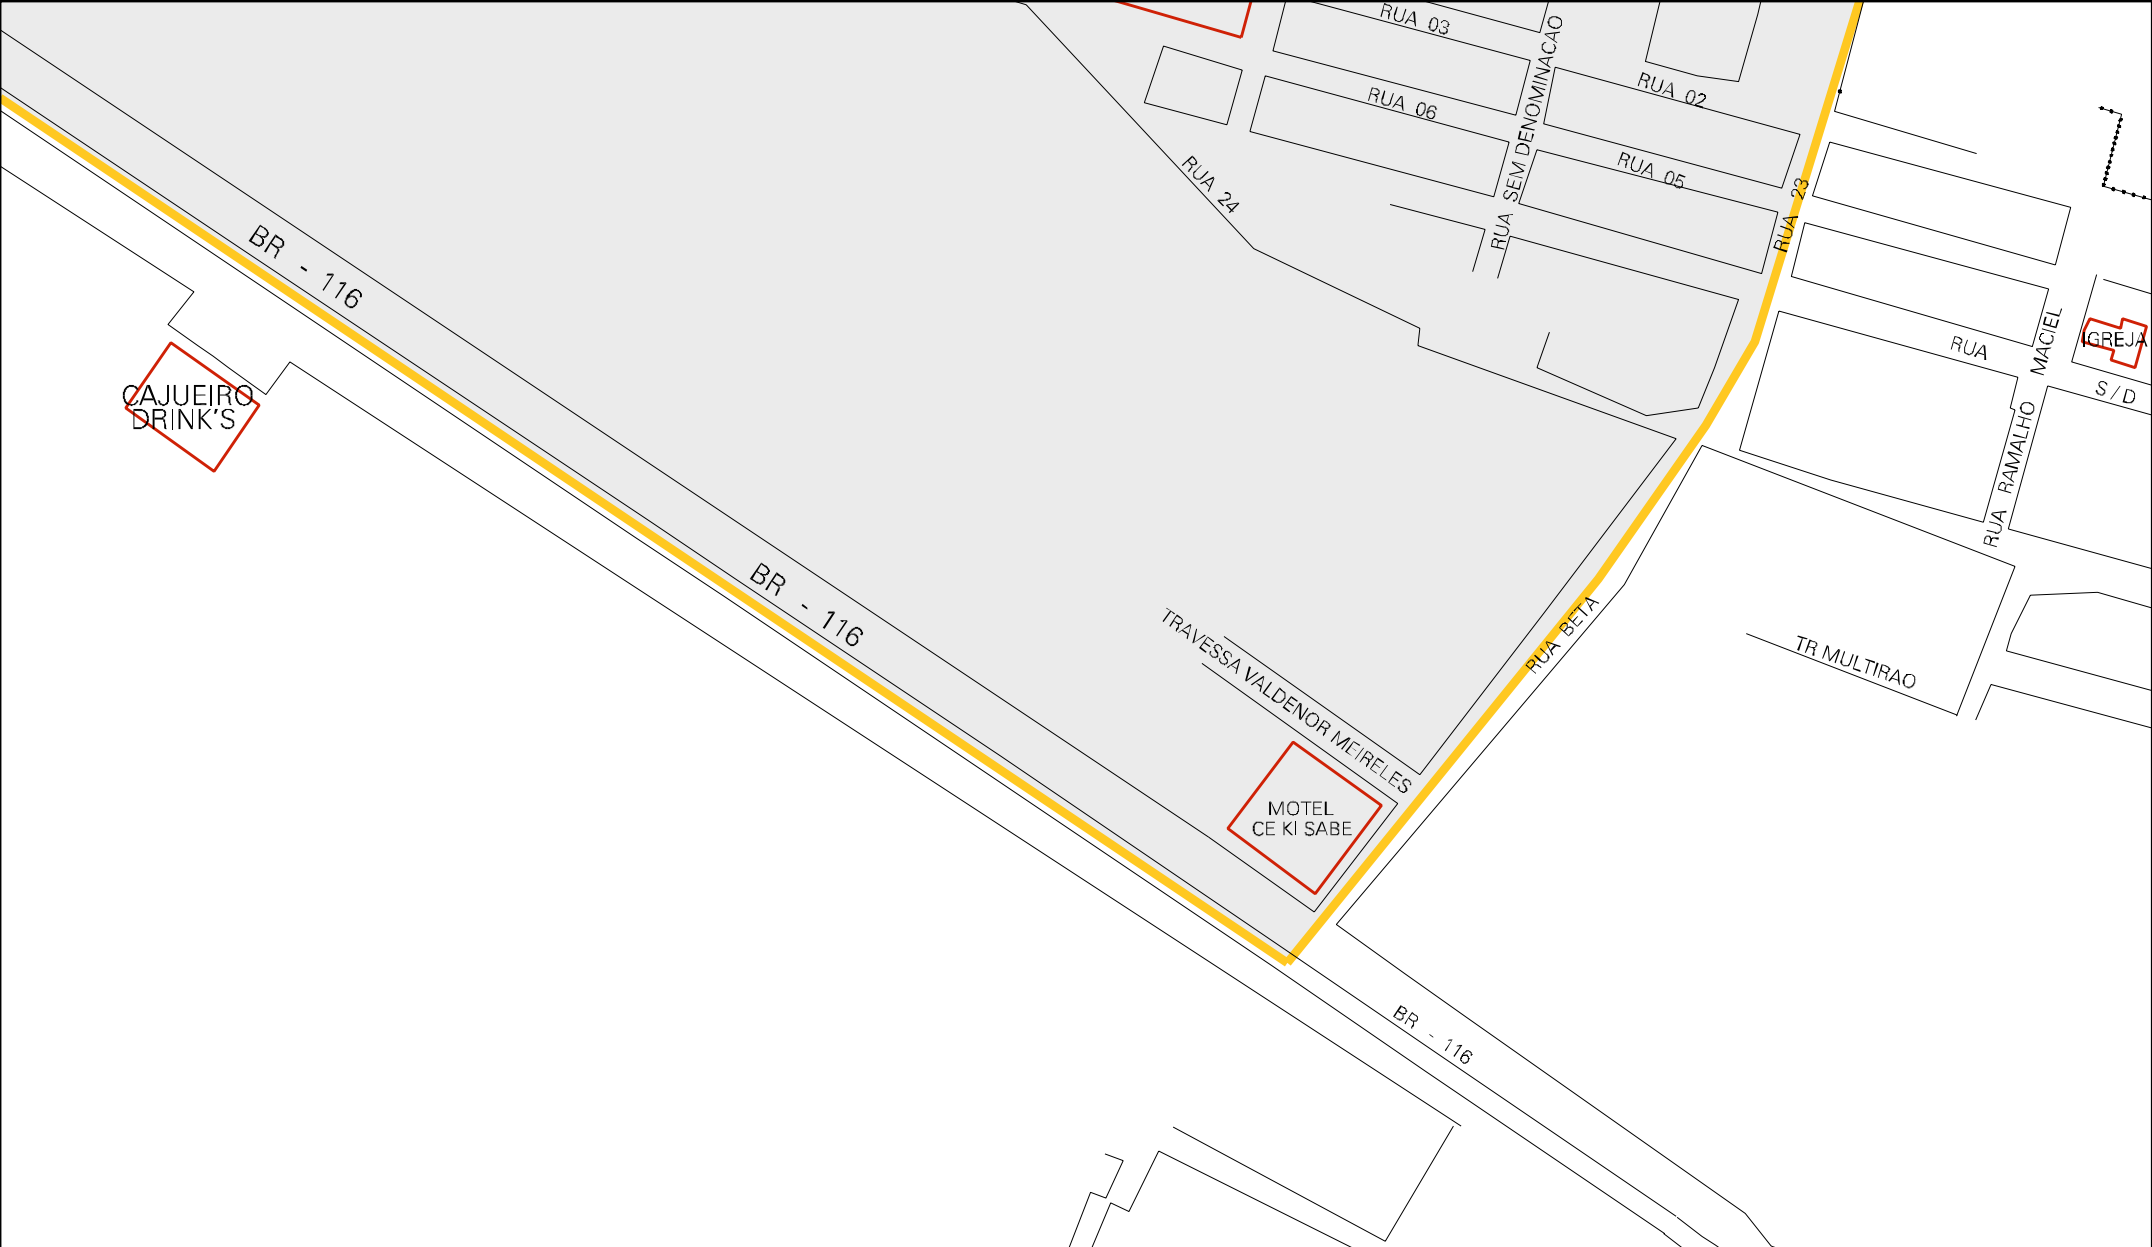 RUA 03
RUA SEM DENOMINACAO
RUA 02
RUA 06
RUA 05
RUA 24
RUA 23
BR - 116
RUA
RUA RAMALHO MACIEL
IGREJA
S / D
CAJUEIRO
DRINK'S
BR - 116
TRAVESSA VALDENOR MEIRELES
RUA BETA
TR MULTIRAO
MOTEL
CE KI SABE
BR - 116